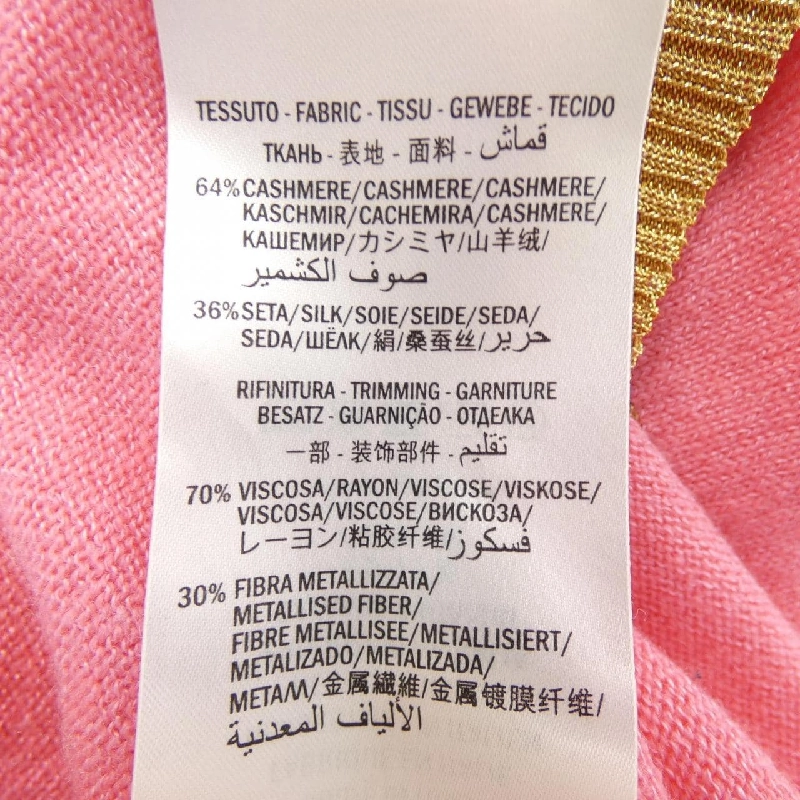 TESSUTO - FABRIC - TISSU - GEWEBE - TECIDO
ТКАНЬ - 表地 - 面料 - قماش
64% CASHMERE/CASHMERE/CASHMERE/
KASCHMIR/CACHEMIRA/CASHMERE/
КАШЕМИР/カシミヤ/山羊绒/
صوف الكشمير
36% SETA/SILK/SOIE/SEIDE/SEDA/
SEDA/ШЁЛК/絹/桑蚕丝/حرير
RIFINITURA - TRIMMING - GARNITURE
BESATZ - GUARNIÇÃO - ОТДЕЛКА
一部 - 装饰部件 - تقليم
70% VISCOSA/RAYON/VISCOSE/VISKOSE/
VISCOSA/VISCOSE/ВИСКОЗА/
レーヨン/粘胶纤维/فسكوز
30% FIBRA METALLIZZATA/
METALLISED FIBER/
FIBRE METALLISEE/METALLISIERT/
METALIZADO/METALIZADA/
МЕТАЛЛ/金属繊維/金属镀膜纤维/
الألياف المعدنية